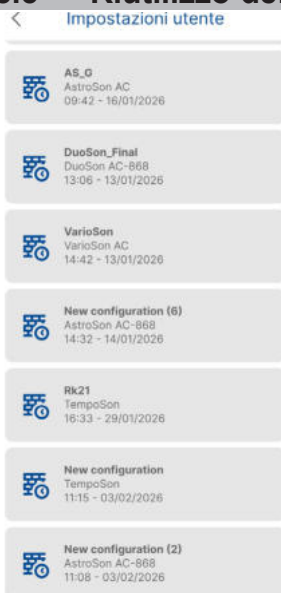 Impostazioni utente
AS_G
AstroSon AC
09:42 - 16/01/2026
DuoSon_Final
DuoSon AC-868
13:06 - 13/01/2026
VarioSon
VarioSon AC
14:42 - 13/01/2026
New configuration (6)
AstroSon AC-868
14:32 - 14/01/2026
Rk21
TempoSon
16:33 - 29/01/2026
New configuration
TempoSon
11:15 - 03/02/2026
New configuration (2)
AstroSon AC-868
11:08 - 03/02/2026